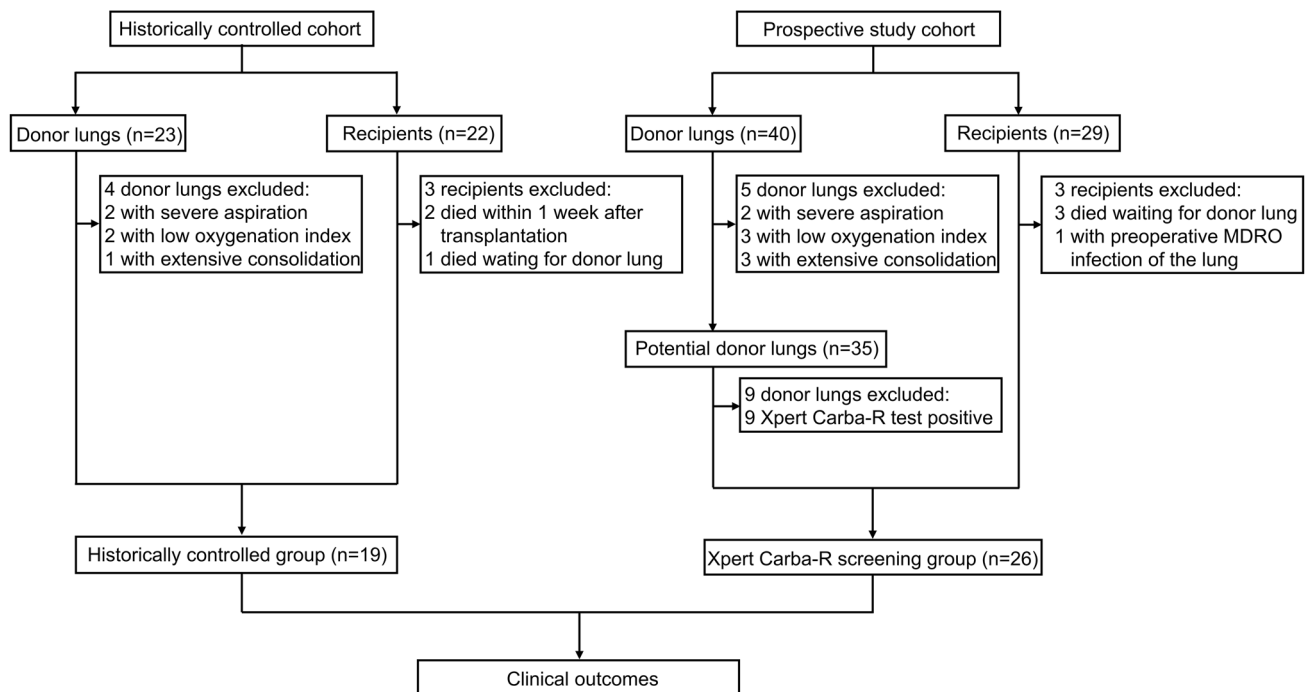 Historically controlled cohort
Donor lungs (n=23)
Recipients (n=22)
4 donor lungs excluded:
2 with severe aspiration
2 with low oxygenation index
1 with extensive consolidation
3 recipients excluded:
2 died within 1 week after
transplantation
1 died wating for donor lung
Historically controlled group (n=19)
Prospective study cohort
Donor lungs (n=40)
Recipients (n=29)
5 donor lungs excluded:
2 with severe aspiration
3 with low oxygenation index
3 with extensive consolidation
3 recipients excluded:
3 died waiting for donor lung
1 with preoperative MDRO
infection of the lung
Potential donor lungs (n=35)
9 donor lungs excluded:
9 Xpert Carba-R test positive
Xpert Carba-R screening group (n=26)
Clinical outcomes